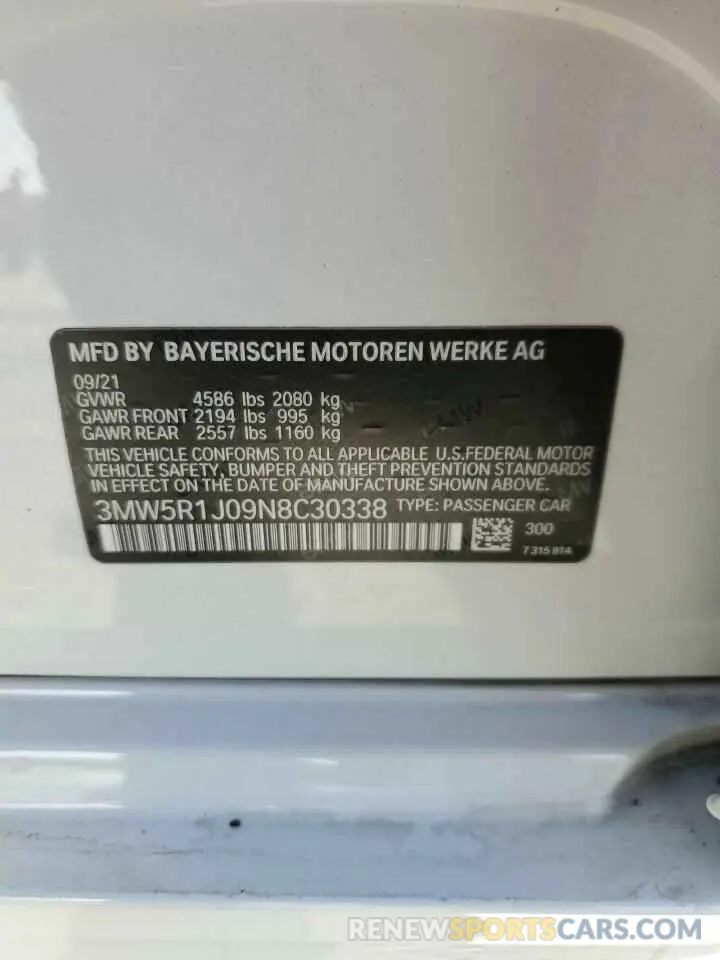 MFD BY BAYERISCHE MOTOREN WERKE AG
09/21
GVWR 4586 lbs 2080 kg
GAWR FRONT 2194 lbs 995 kg
GAWR REAR 2557 lbs 1160 kg
THIS VEHICLE CONFORMS TO ALL APPLICABLE U.S.FEDERAL MOTOR
VEHICLE SAFETY, BUMPER AND THEFT PREVENTION STANDARDS
IN EFFECT ON THE DATE OF MANUFACTURE SHOWN ABOVE.
3MW5R1J09N8C30338 TYPE: PASSENGER CAR
300
7 315 814
RENEWSPORTSCARS.COM